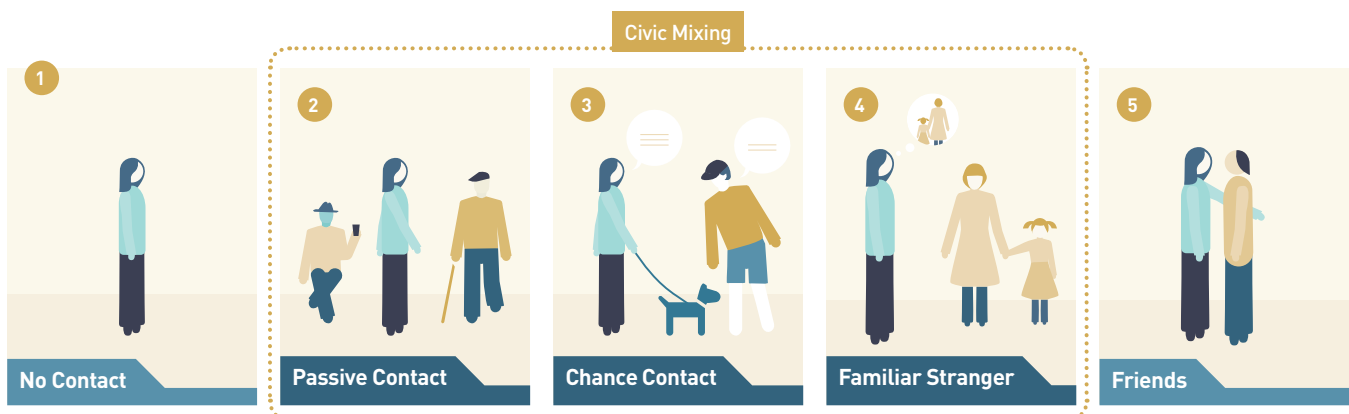 Civic Mixing
1
2
3
4
5
No Contact
Passive Contact
Chance Contact
Familiar Stranger
Friends